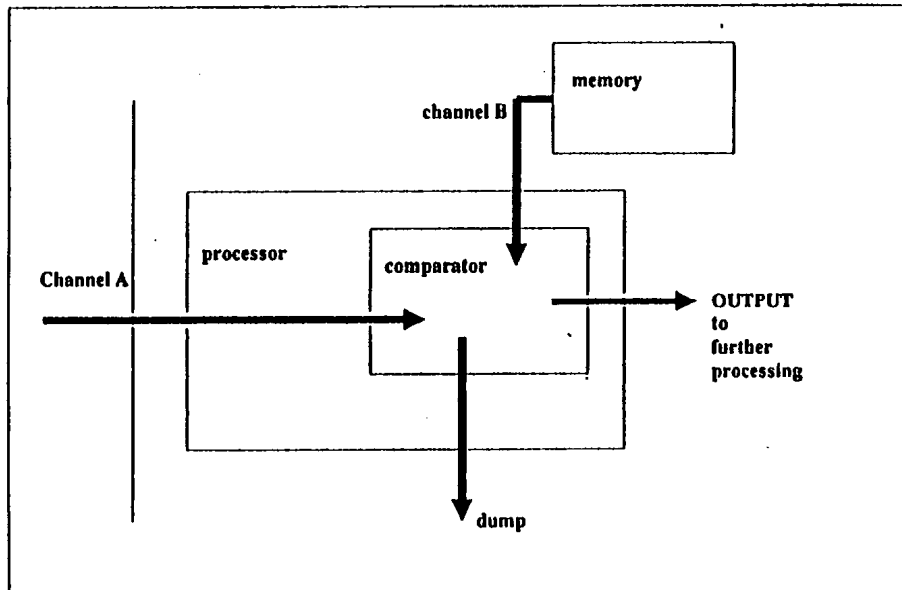 memory
channel B
processor
comparator
Channel A
OUTPUT
to
further
processing
dump